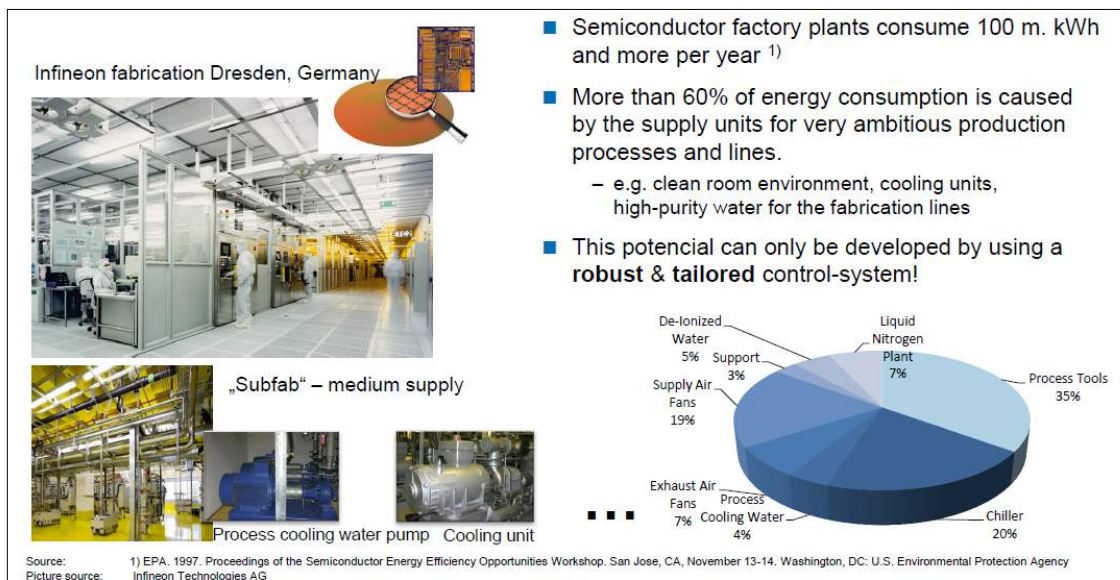 Infineon fabrication Dresden, Germany
„Subfab“ – medium supply
Process cooling water pump
Cooling unit
■ Semiconductor factory plants consume 100 m. kWh
and more per year 1)
■ More than 60% of energy consumption is caused
by the supply units for very ambitious production
processes and lines.
– e.g. clean room environment, cooling units,
high-purity water for the fabrication lines
■ This potencial can only be developed by using a
robust & tailored control-system!
De-Ionized
Water
5%
Liquid
Nitrogen
Plant
7%
Support
3%
Process Tools
35%
Supply Air
Fans
19%
Exhaust Air
Fans
7%
Process
Cooling Water
4%
Chiller
20%
...
Source: 1) EPA. 1997. Proceedings of the Semiconductor Energy Efficiency Opportunities Workshop. San Jose, CA, November 13-14. Washington, DC: U.S. Environmental Protection Agency
Picture source: Infineon Technologies AG